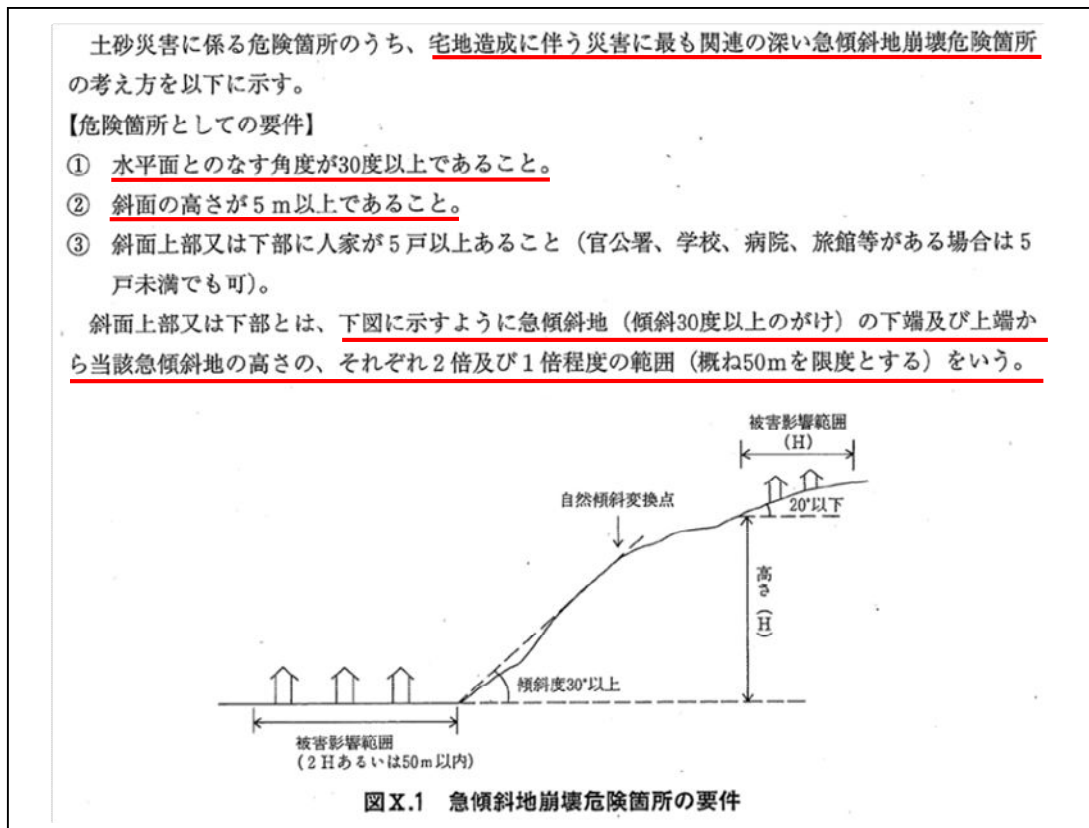 土砂災害に係る危険箇所のうち、宅地造成に伴う災害に最も関連の深い急傾斜地崩壊危険箇所
の考え方を以下に示す。
【危険箇所としての要件】
① 水平面とのなす角度が30度以上であること。
② 斜面の高さが5m以上であること。
③ 斜面上部又は下部に人家が5戸以上あること（官公署、学校、病院、旅館等がある場合は5
戸未満でも可）。
斜面上部又は下部とは、下図に示すように急傾斜地（傾斜30度以上のがけ）の下端及び上端か
ら当該急傾斜地の高さの、それぞれ2倍及び1倍程度の範囲（概ね50mを限度とする）をいう。
被害影響範囲
(H)
自然傾斜変換点
20°以下
高さ(H)
傾斜度30°以上
被害影響範囲
(2Hあるいは50m以内)
図X.1 急傾斜地崩壊危険箇所の要件